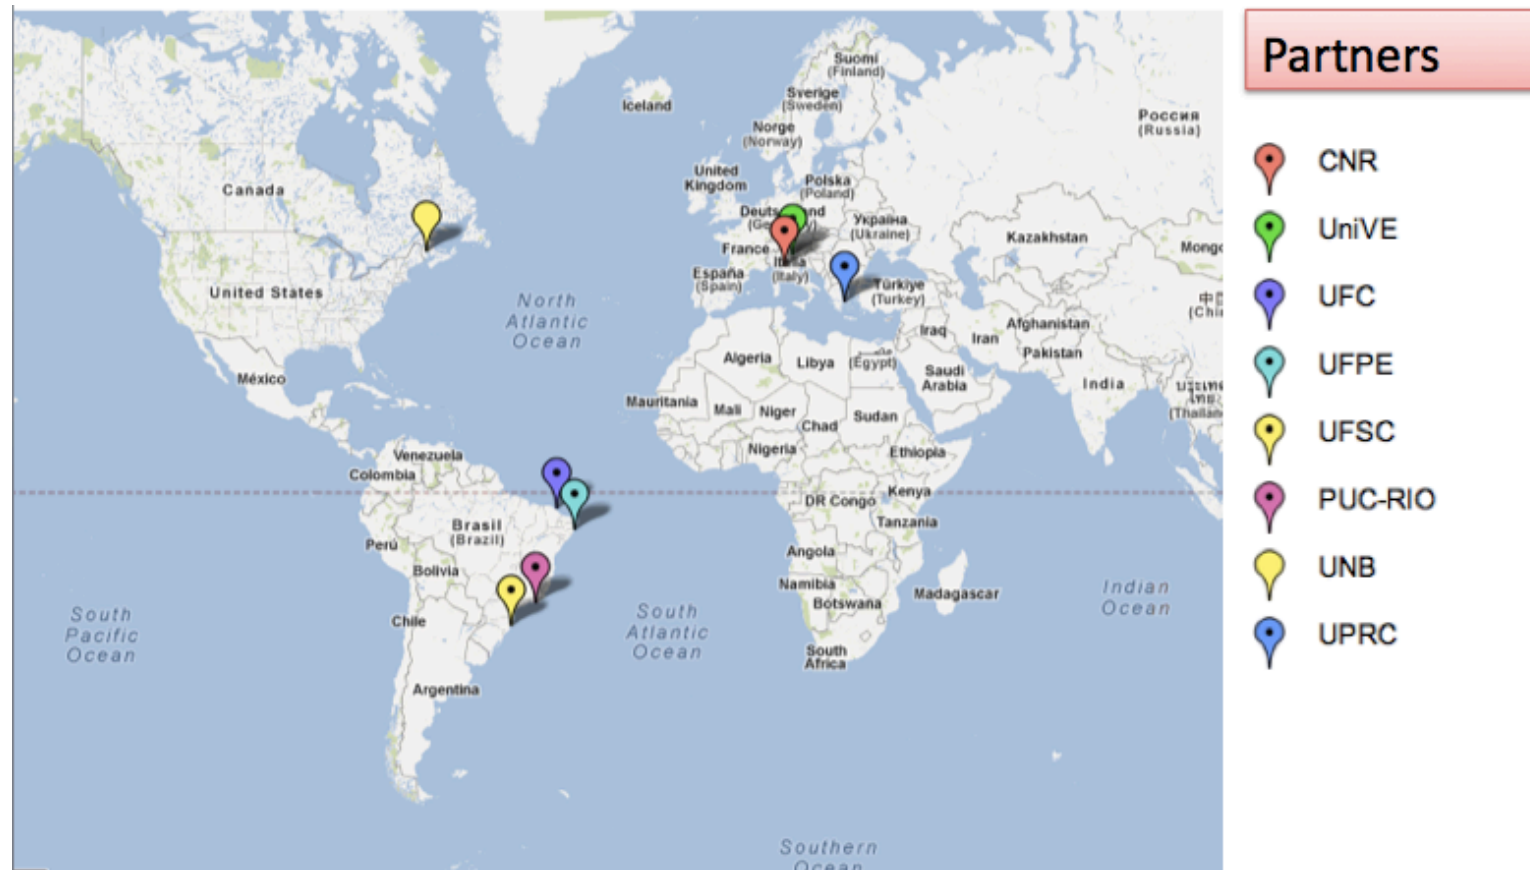 Partners
CNR
UniVE
UFC
UFPE
UFSC
PUC-RIO
UNB
UPRC
Suomi
(Finland)
Iceland
Sverige
(Sweden)
Россия
(Russia)
Norge
(Norway)
United
Kingdom
Polska
(Poland)
Canada
Україна
(Ukraine)
France
Kazakhstan
Italia
(Italy)
España
(Spain)
Türkiye
(Turkey)
United States
North
Atlantic
Ocean
Iraq
Iran
Afghanistan
Pakistan
Algeria
Libya
(Egypt)
Saudi
Arabia
India
México
Mauritania
Mali
Niger
Chad
Sudan
Nigeria
Ethiopia
Venezuela
Colombia
DR Congo
Kenya
Tanzania
Brasil
(Brazil)
Perú
Bolivia
Angola
Namibia
Botswana
Madagascar
Indian
Ocean
South
Pacific
Ocean
Chile
South
Atlantic
Ocean
South
Africa
Argentina
Southern
Ocean